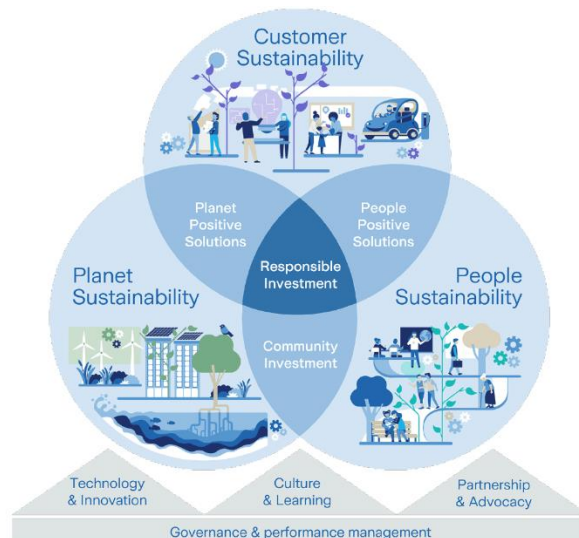 Customer
Sustainability
Planet
Positive
Solutions
People
Positive
Solutions
Responsible
Investment
Planet
Sustainability
People
Sustainability
Community
Investment
Technology
& Innovation
Culture
& Learning
Partnership
& Advocacy
Governance & performance management